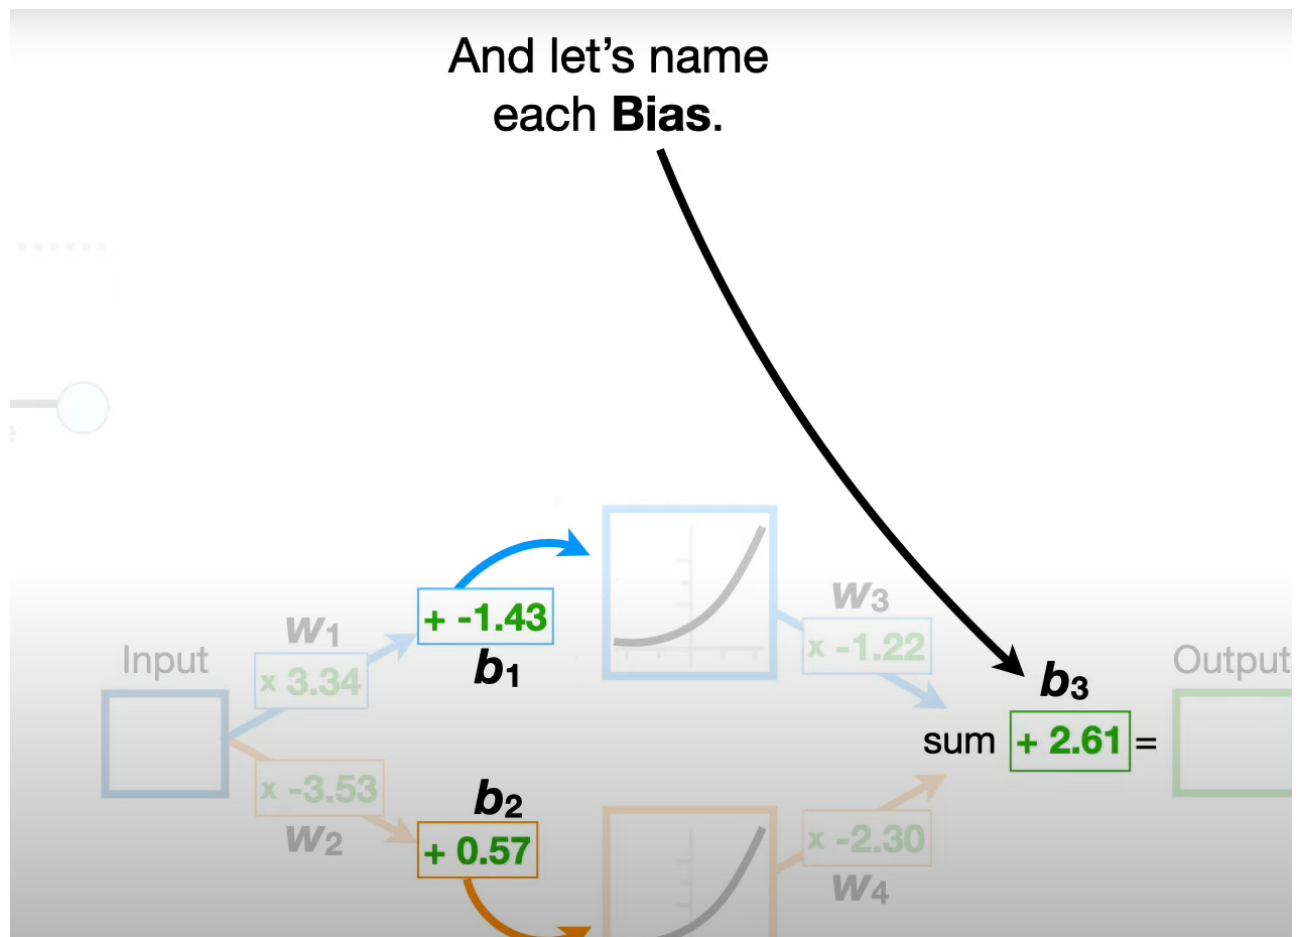 And let’s name
each Bias.
w₃
+ -1.43
w₁
x -1.22
Input
b₁
Output
x 3.34
b₃
sum + 2.61 =
x -3.53
b₂
w₂
x -2.30
+ 0.57
w₄